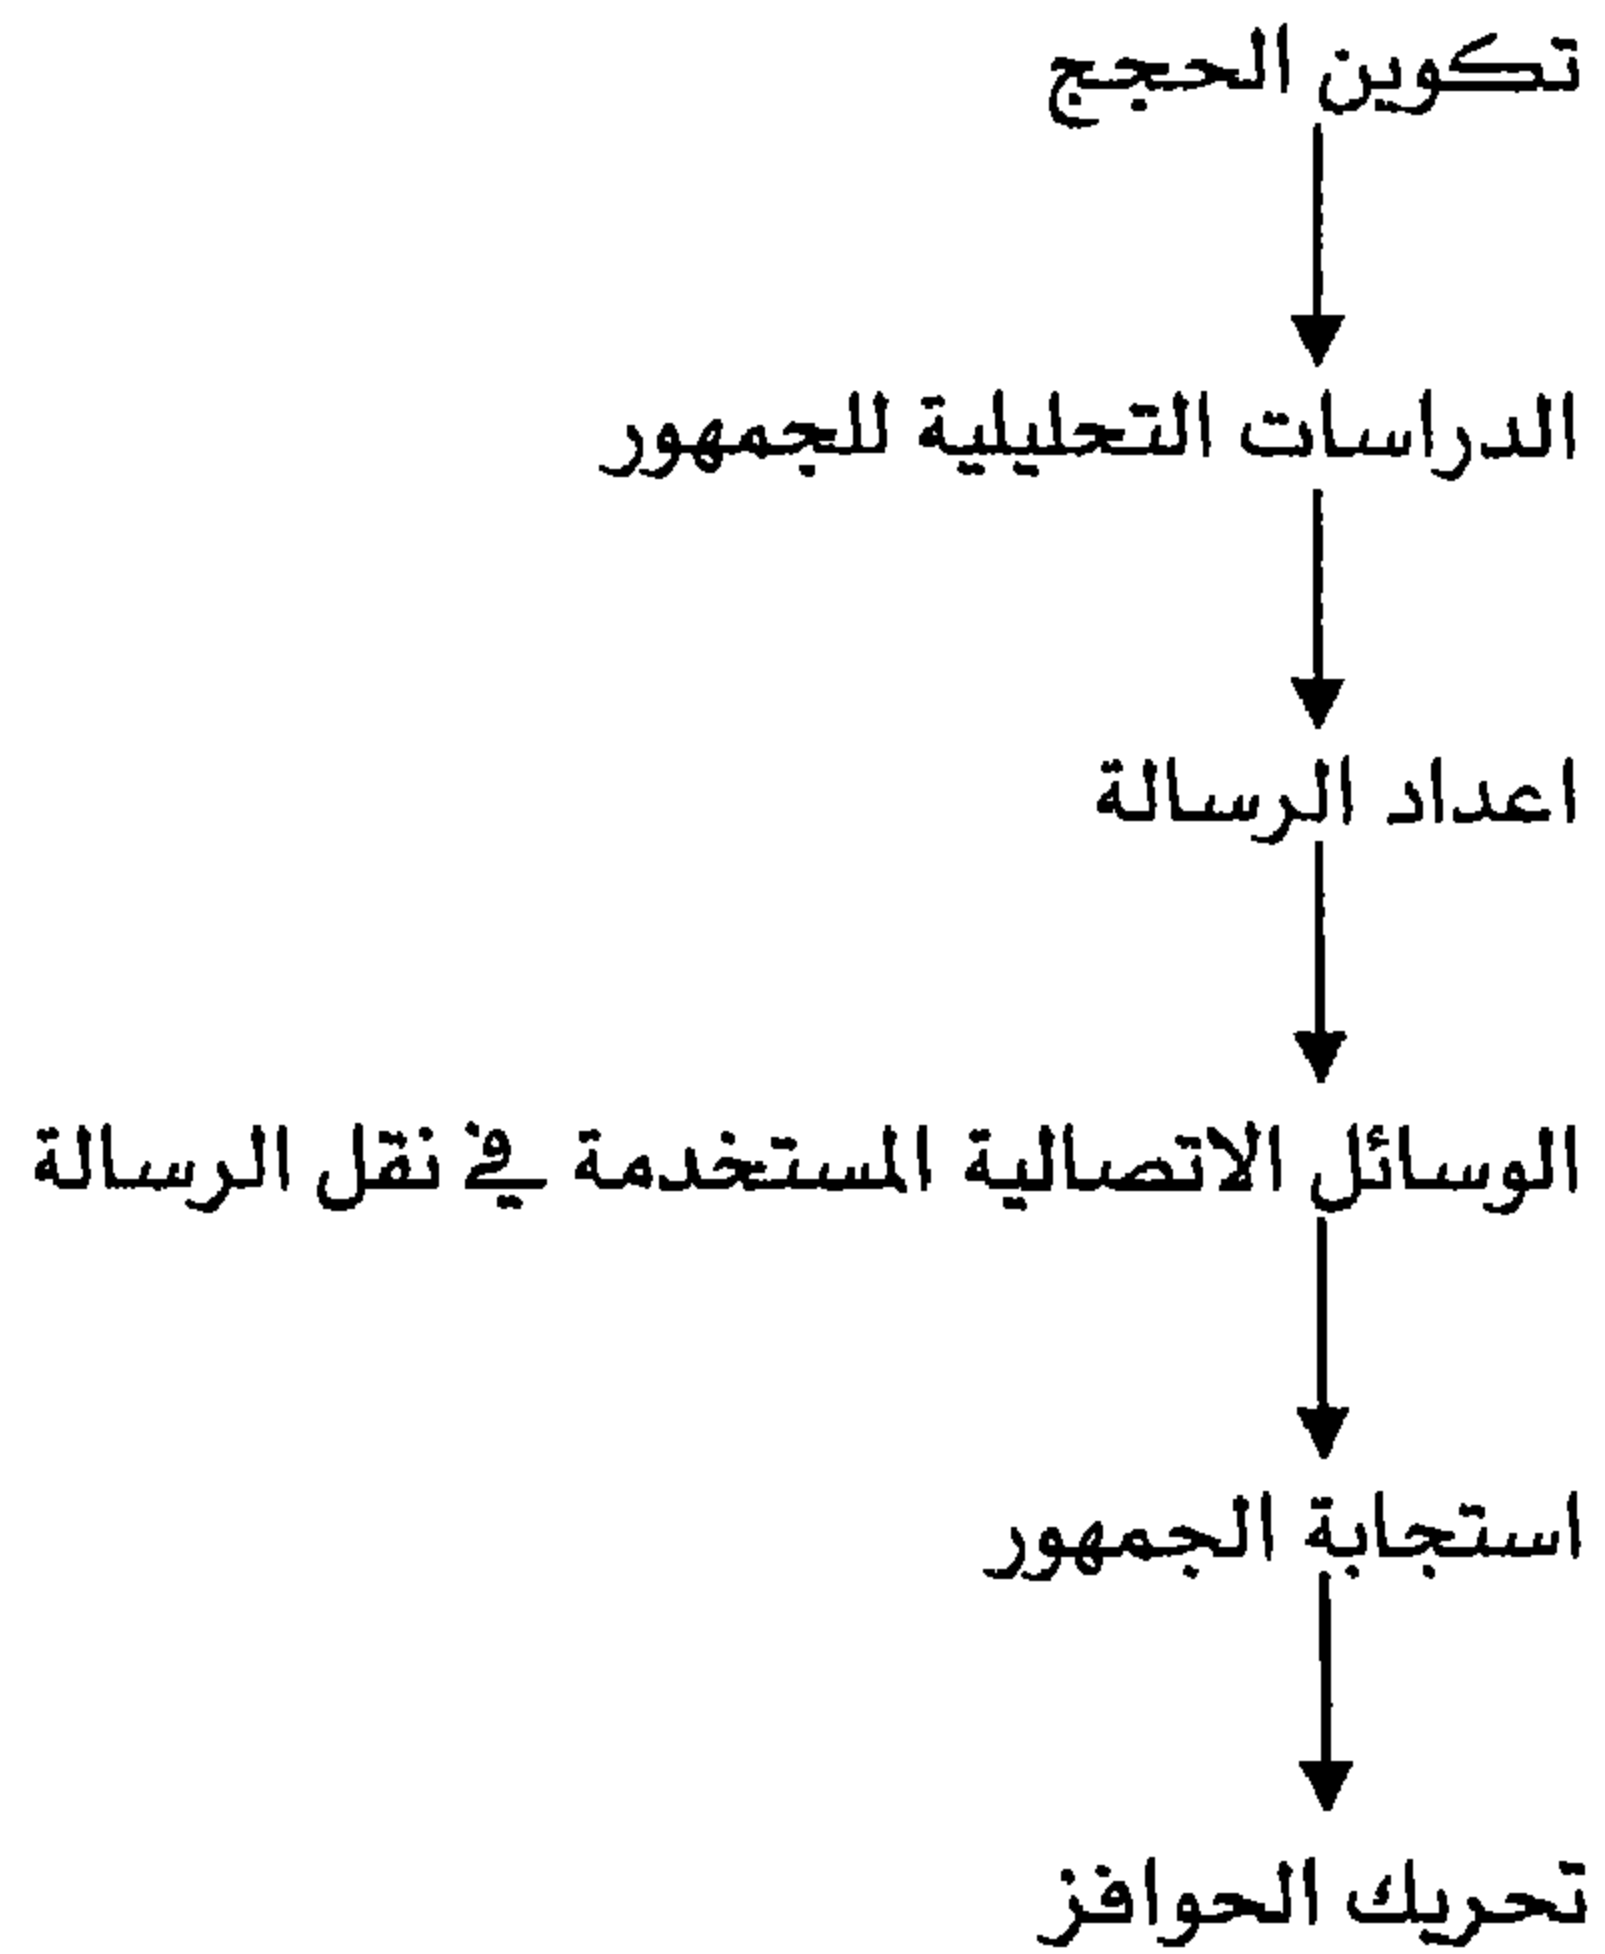 تكوين الحجج
الدراسات التحليلية للجمهور
اعداد الرسالة
الوسائل الاتصالية المستخدمة في نقل الرسالة
استجابة الجمهور
تحريك الحوافز